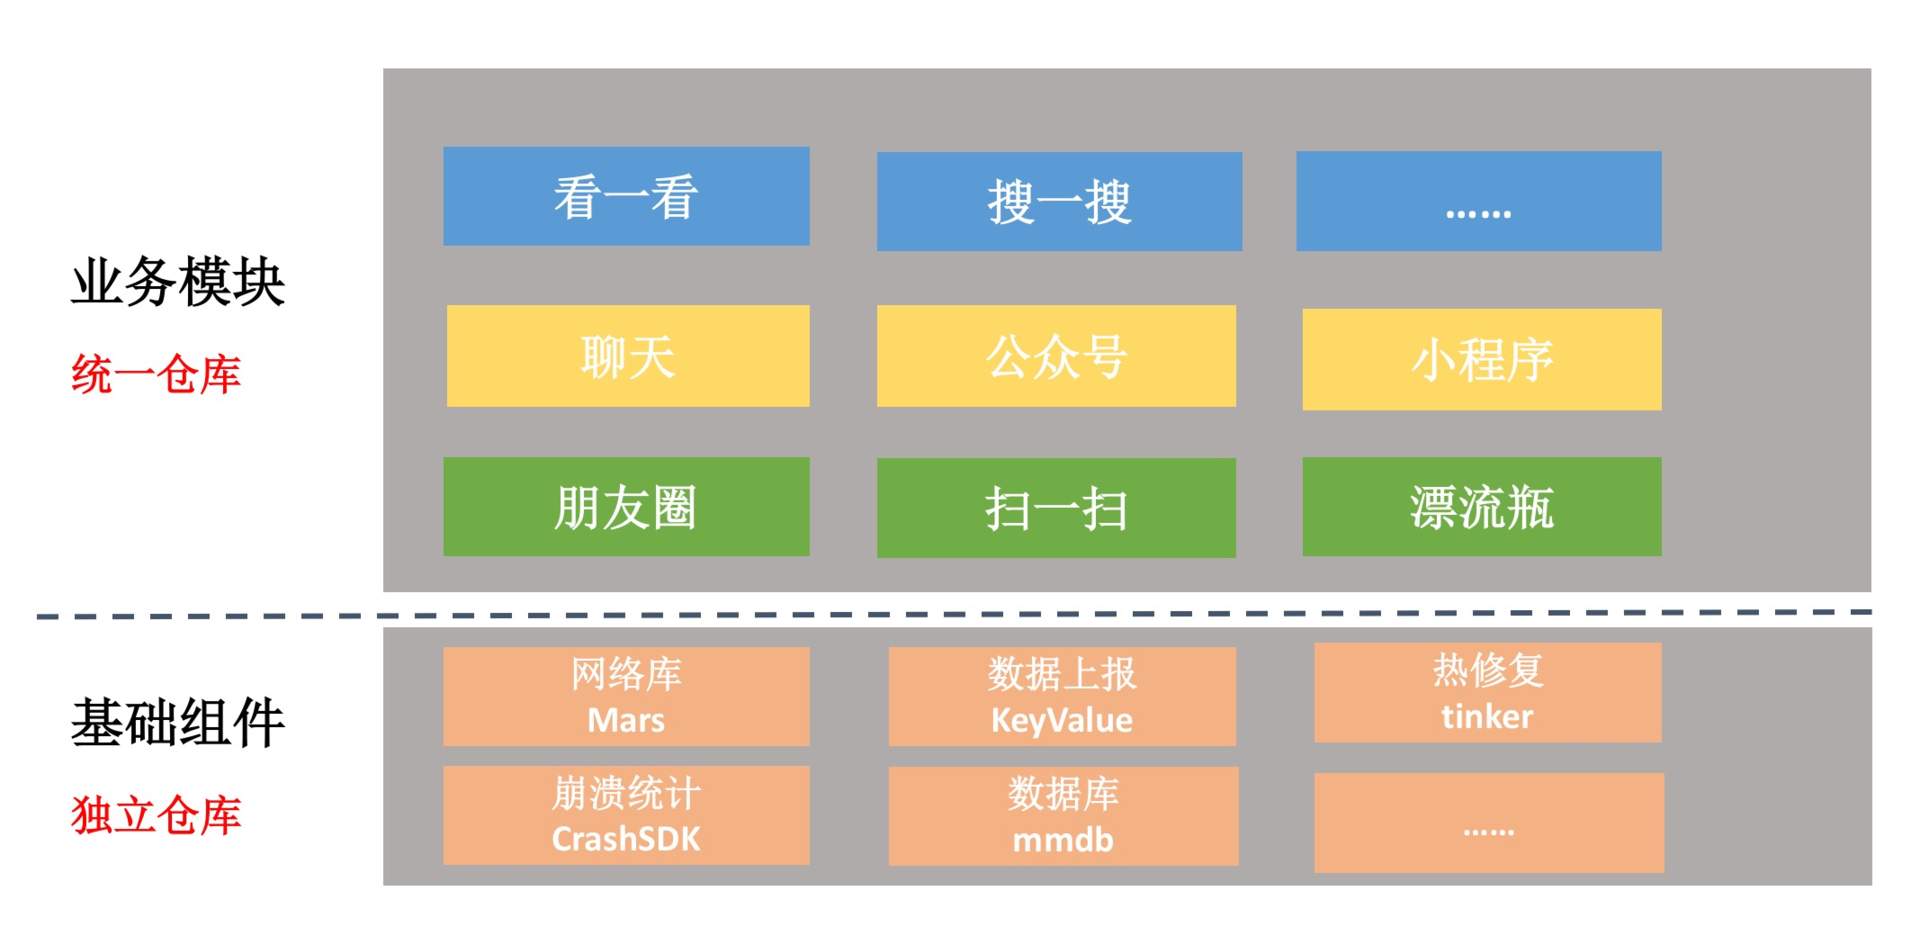 业务模块
统一仓库
看一看
搜一搜
……
聊天
公众号
小程序
朋友圈
扫一扫
漂流瓶
基础组件
独立仓库
网络库
Mars
数据上报
KeyValue
热修复
tinker
崩溃统计
CrashSDK
数据库
mmdb
……